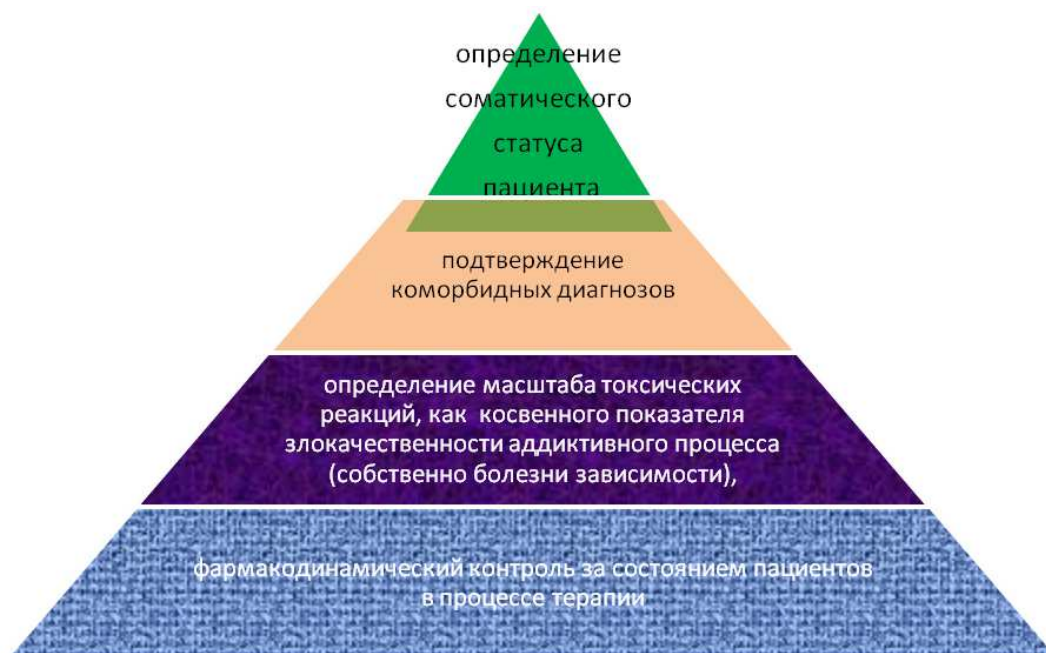 определение
соматического
статуса
пациента
подтверждение
коморбидных диагнозов
определение масштаба токсических
реакций, как косвенного показателя
злокачественности аддиктивного процесса
(собственно болезни зависимости),
фармакодинамический контроль за состоянием пациентов
в процессе терапии